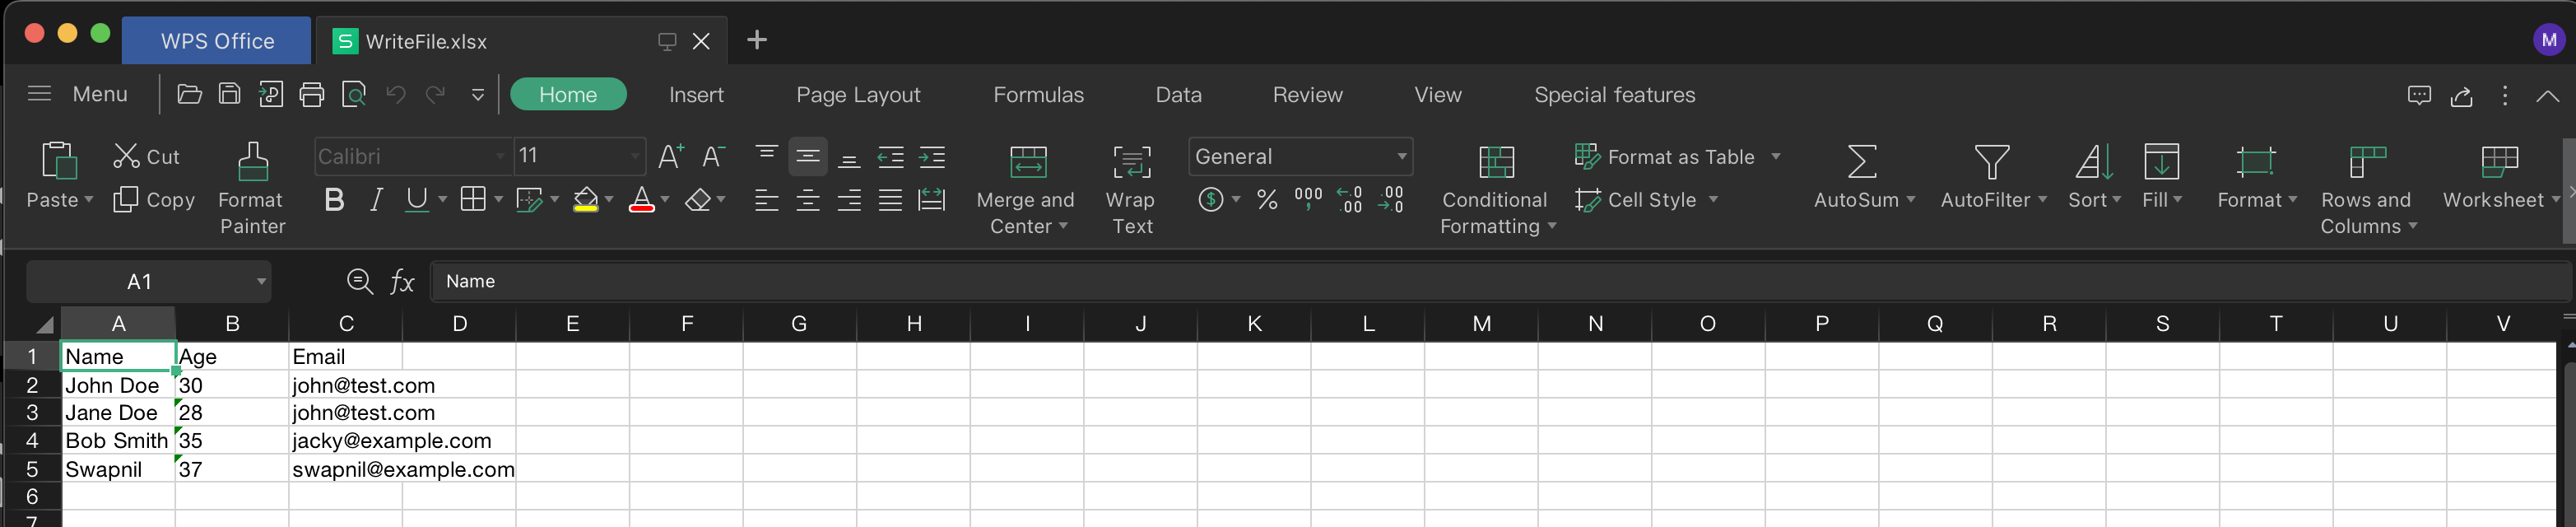 WPS Office WriteFile.xlsx M
Menu Home Insert Page Layout Formulas Data Review View Special features
Cut Calibri 11 General Format as Table
Paste Copy Format Painter Merge and Center Wrap Text Conditional Formatting Cell Style AutoSum AutoFilter Sort Fill Format Rows and Columns Worksheet
A1 fx Name
A B C D E F G H I J K L M N O P Q R S T U V
1 Name Age Email
2 John Doe 30 john@test.com
3 Jane Doe 28 john@test.com
4 Bob Smith 35 jacky@example.com
5 Swapnil 37 swapnil@example.com
6
7